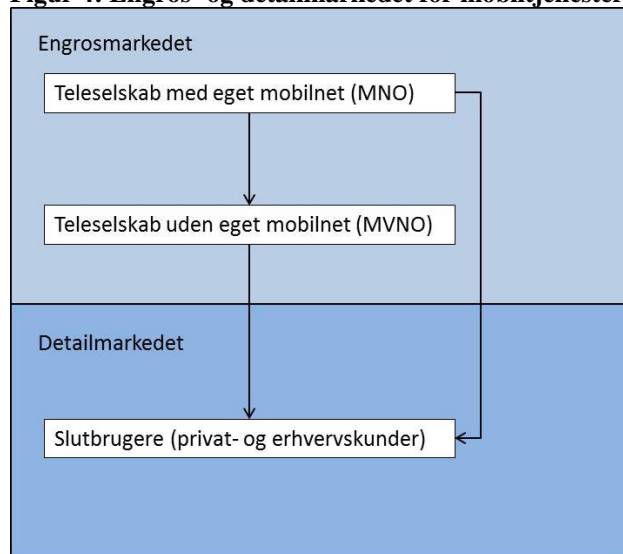 Figur 4. Engros- og detailmarkedet for mobiltjenester
Engrosmarkedet
Teleselskab med eget mobilnet (MNO)
Teleselskab uden eget mobilnet (MVNO)
Detailmarkedet
Slutbrugere (privat- og erhvervskunder)